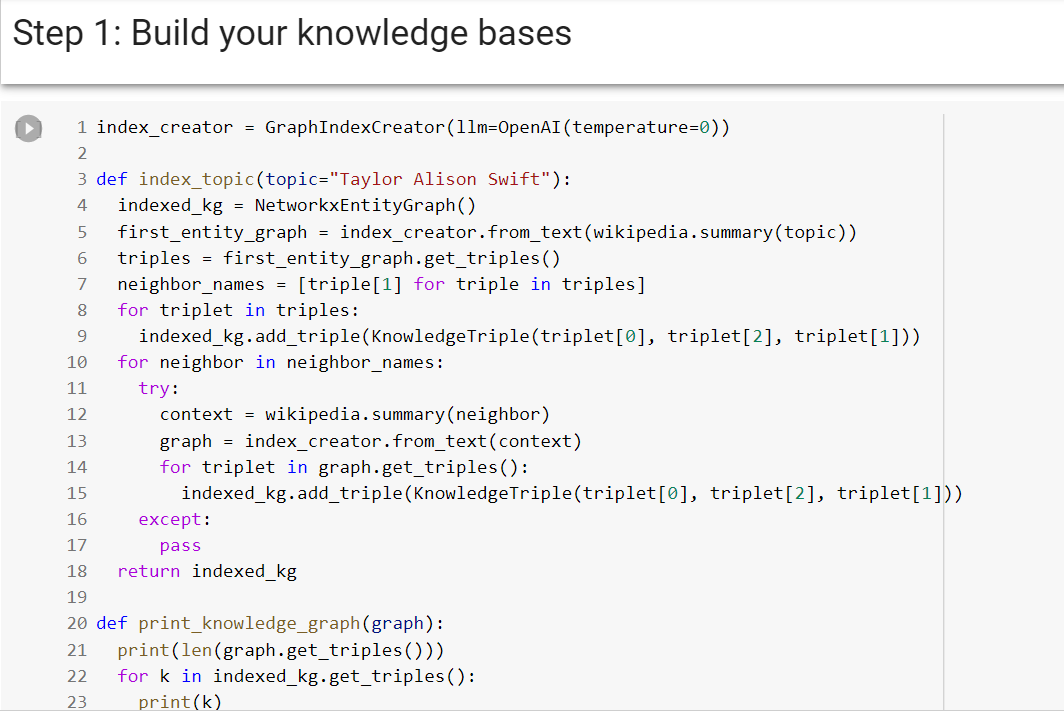 Step 1: Build your knowledge bases
1 index_creator = GraphIndexCreator(llm=OpenAI(temperature=0))
2
3 def index_topic(topic="Taylor Alison Swift"):
4   indexed_kg = NetworkxEntityGraph()
5   first_entity_graph = index_creator.from_text(wikipedia.summary(topic))
6   triples = first_entity_graph.get_triples()
7   neighbor_names = [triple[1] for triple in triples]
8   for triplet in triples:
9     indexed_kg.add_triple(KnowledgeTriple(triplet[0], triplet[2], triplet[1]))
10   for neighbor in neighbor_names:
11     try:
12       context = wikipedia.summary(neighbor)
13       graph = index_creator.from_text(context)
14       for triplet in graph.get_triples():
15         indexed_kg.add_triple(KnowledgeTriple(triplet[0], triplet[2], triplet[1]))
16     except:
17       pass
18   return indexed_kg
19
20 def print_knowledge_graph(graph):
21   print(len(graph.get_triples()))
22   for k in indexed_kg.get_triples():
23     print(k)